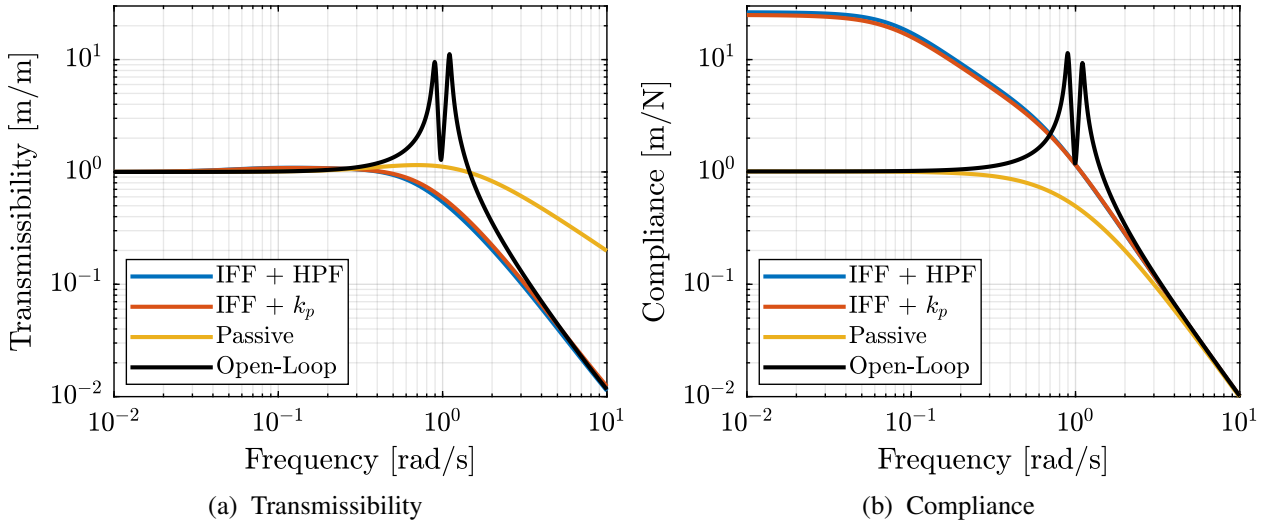 Transmissibility [m/m]
10^1
10^0
10^{-1}
10^{-2}
IFF + HPF
IFF + k_p
Passive
Open-Loop
10^{-2} 10^{-1} 10^0 10^1
Frequency [rad/s]
(a) Transmissibility
Compliance [m/N]
10^1
10^0
10^{-1}
10^{-2}
IFF + HPF
IFF + k_p
Passive
Open-Loop
10^{-2} 10^{-1} 10^0 10^1
Frequency [rad/s]
(b) Compliance